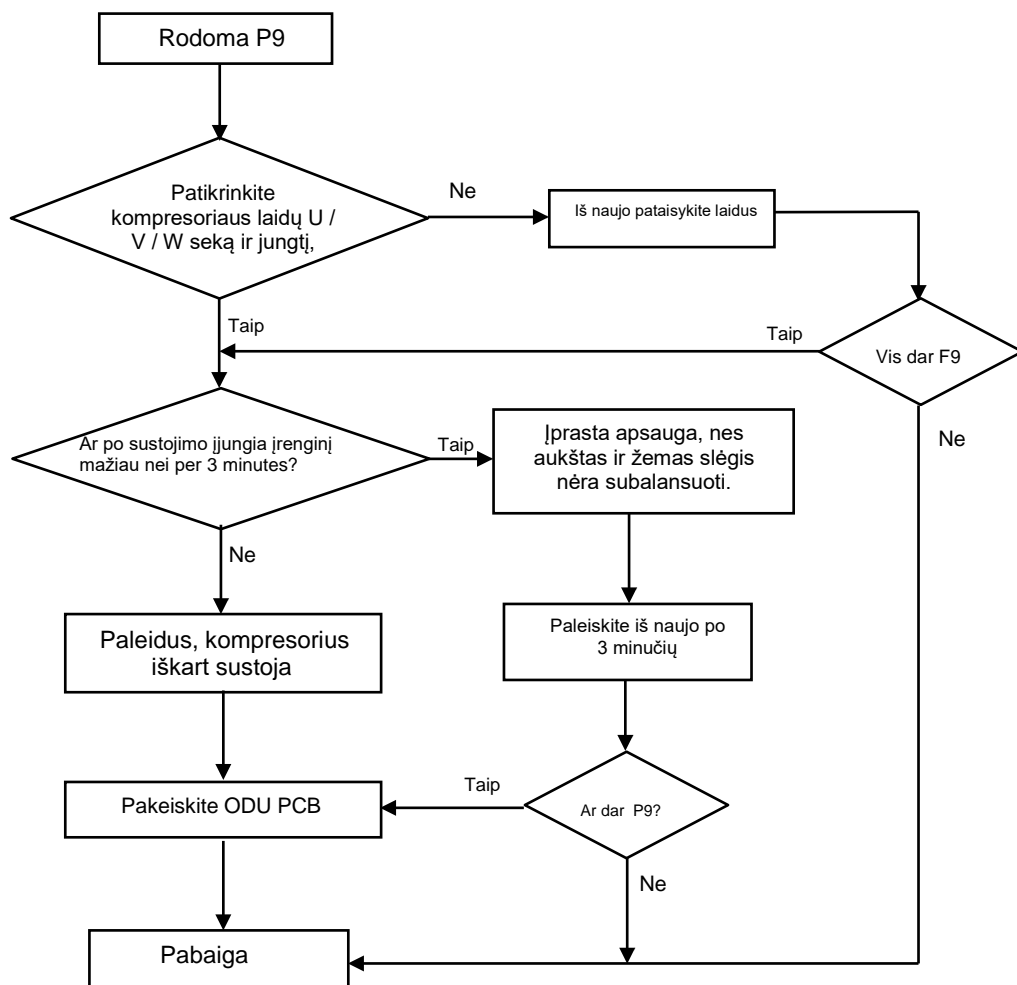 Rodoma P9
Patikrinkite
kompresoriaus laidų U /
V / W seką ir jungtį,
Ne
Iš naujo pataisykite laidus
Taip
Taip
Vis dar F9
Ne
Ar po sustojimo įjungia įrenginį
mažiau nei per 3 minutes?
Taip
Įprasta apsauga, nes
aukštas ir žemas slėgis
nėra subalansuoti.
Ne
Paleidus, kompresorius
iškart sustoja
Paleiskite iš naujo po
3 minučių
Pakeiskite ODU PCB
Taip
Ar dar P9?
Ne
Pabaiga